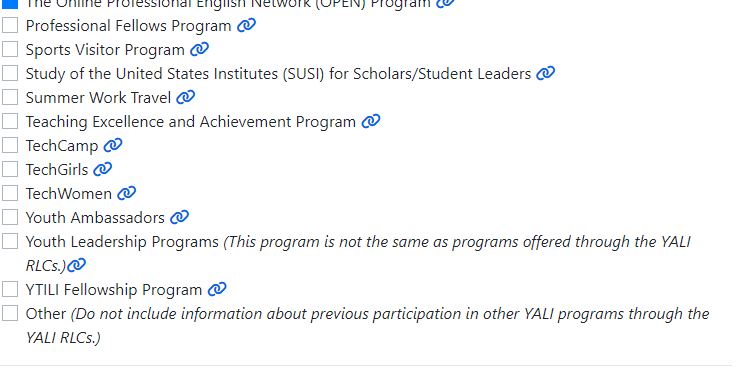 The Online Professional English Network (OPEN) Program
Professional Fellows Program
Sports Visitor Program
Study of the United States Institutes (SUSI) for Scholars/Student Leaders
Summer Work Travel
Teaching Excellence and Achievement Program
TechCamp
TechGirls
TechWomen
Youth Ambassadors
Youth Leadership Programs (This program is not the same as programs offered through the YALI
RLCs.)
YTILI Fellowship Program
Other (Do not include information about previous participation in other YALI programs through the
YALI RLCs.)